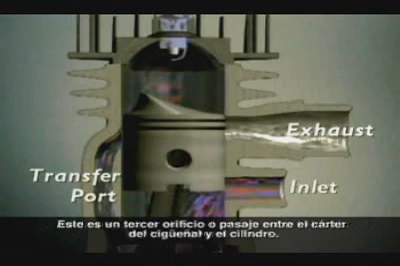 Exhaust
Transfer
Port
Inlet
Este es un tercer orificio o pasaje entre el cárter
del cigüeñal y el cilindro.